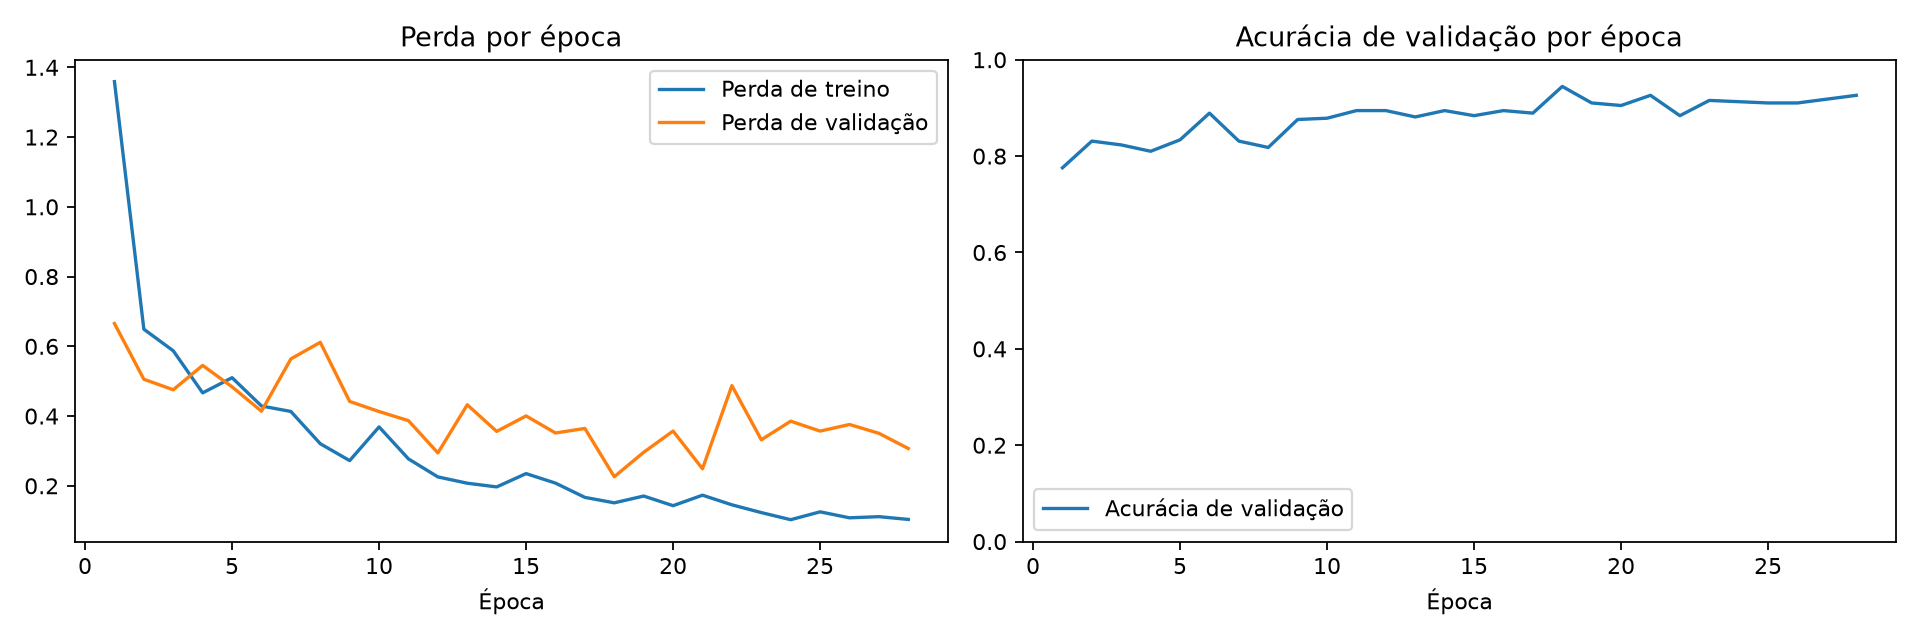 Perda por época
1.4
1.2
1.0
0.8
0.6
0.4
0.2
Perda de treino
Perda de validação
0 5 10 15 20 25
Época
Acurácia de validação por época
1.0
0.8
0.6
0.4
0.2
0.0
Acurácia de validação
0 5 10 15 20 25
Época